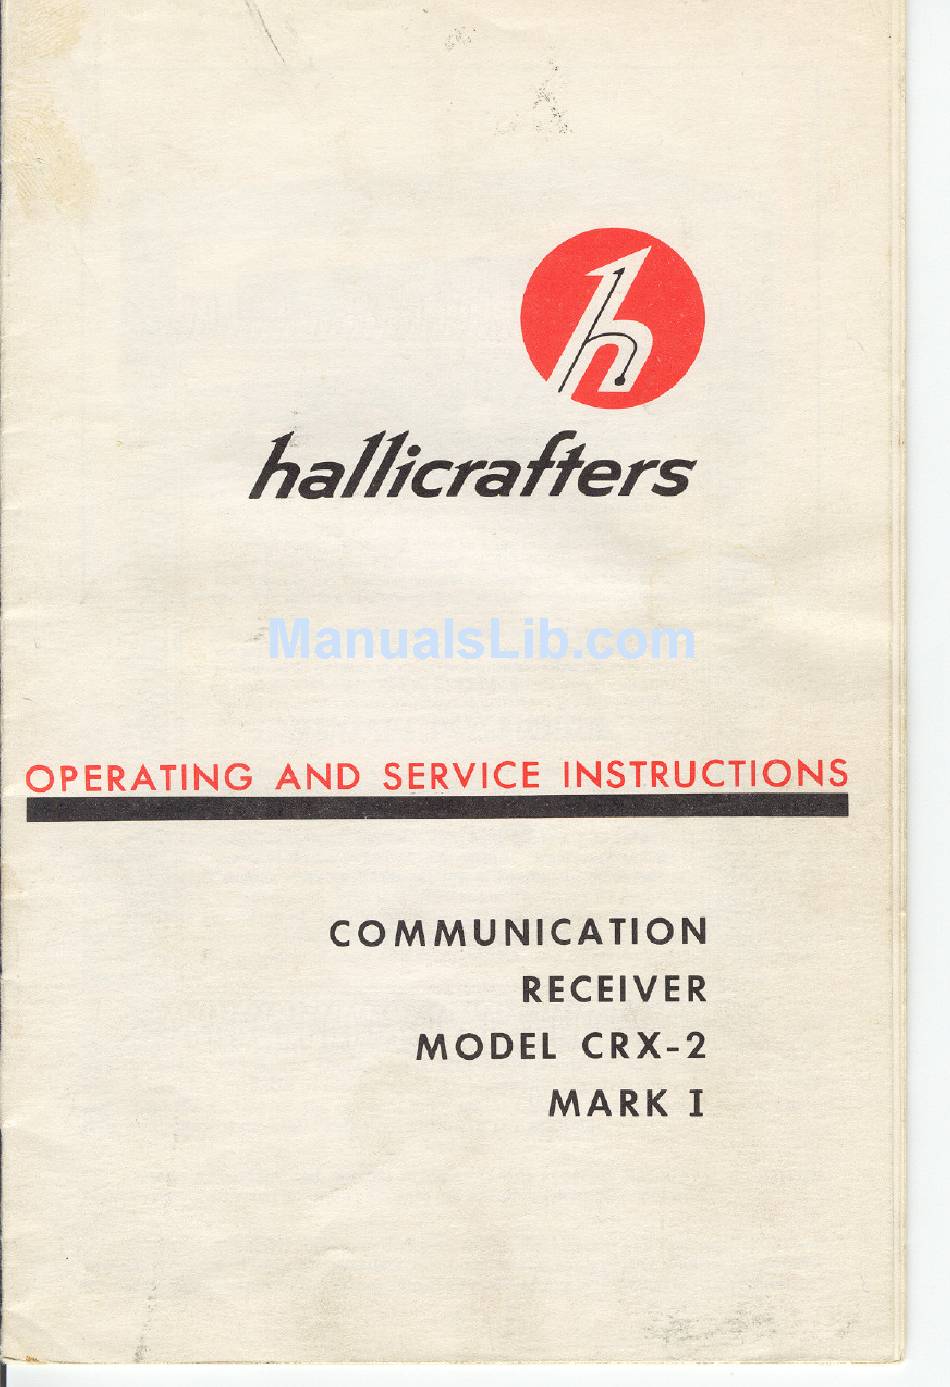 h
hallicrafters
ManualsLib.com
OPERATING AND SERVICE INSTRUCTIONS
COMMUNICATION
RECEIVER
MODEL CRX-2
MARK I